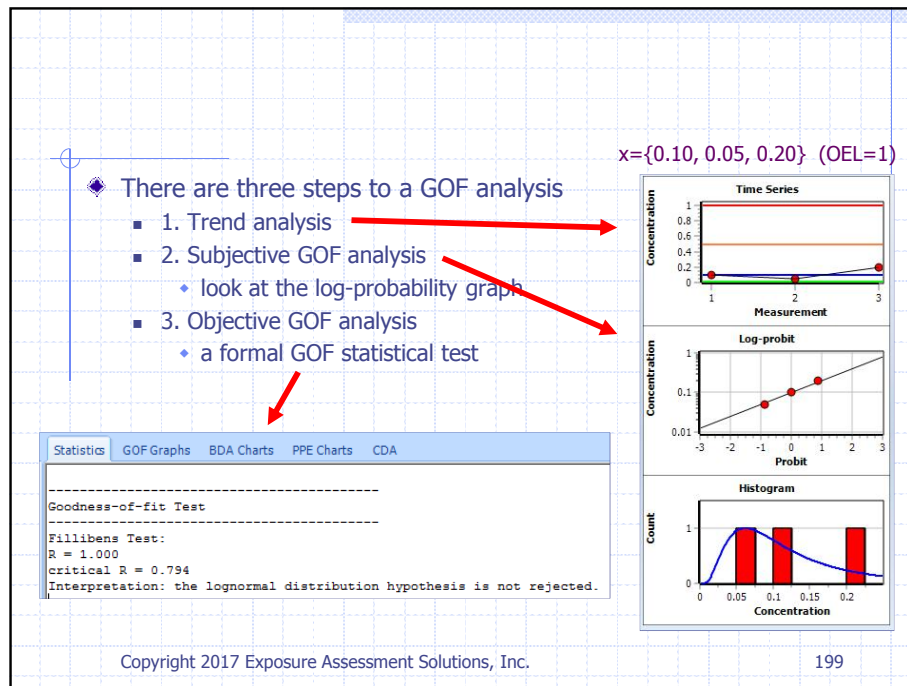 x={0.10, 0.05, 0.20} (OEL=1)
There are three steps to a GOF analysis
1. Trend analysis
2. Subjective GOF analysis
look at the log-probability graph
3. Objective GOF analysis
a formal GOF statistical test
Time Series
Concentration
1
0.8
0.6
0.4
0.2
0
1 2 3
Measurement
Log-probit
Concentration
1
0.1
0.01
-3 -2 -1 0 1 2 3
Probit
Histogram
Count
1
0
0 0.05 0.1 0.15 0.2
Concentration
Statistics GOF Graphs BDA Charts PPE Charts CDA
-------------------------------------------
Goodness-of-fit Test
-------------------------------------------
Fillibens Test:
R = 1.000
critical R = 0.794
Interpretation: the lognormal distribution hypothesis is not rejected.
Copyright 2017 Exposure Assessment Solutions, Inc. 199